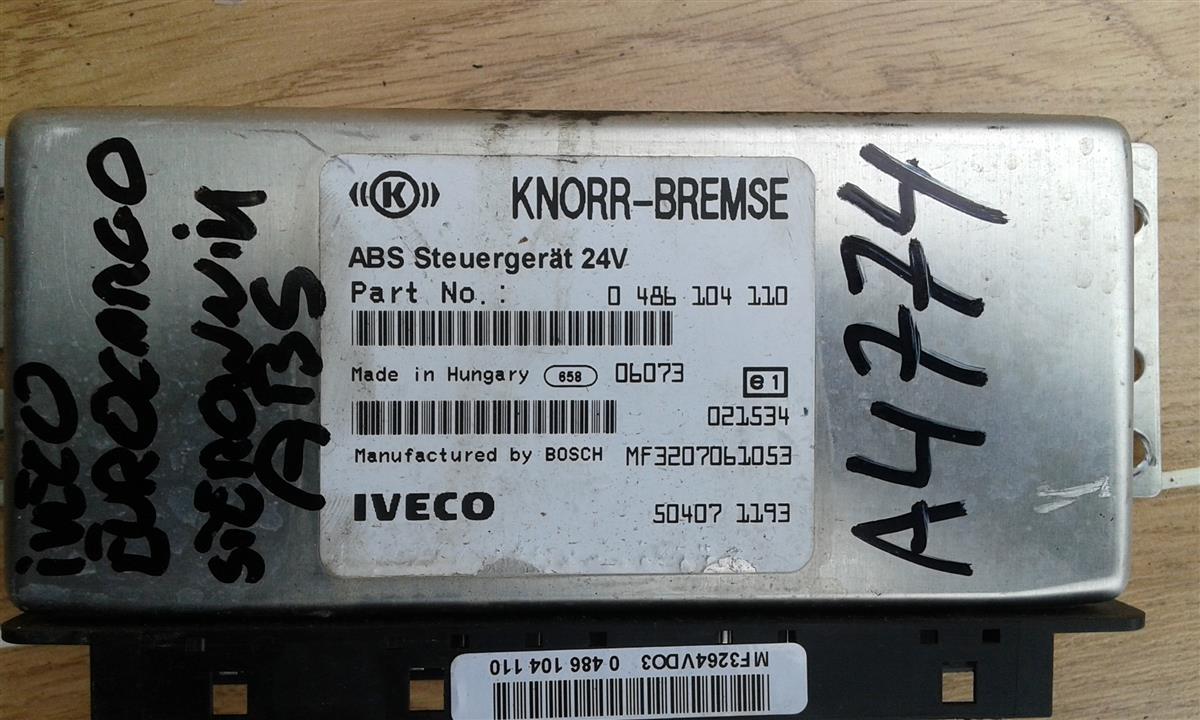 IVECO
EUROCARGO
STEROWNiK
ABS
K
KNORR-BREMSE
ABS Steuergerät 24V
Part No.: 0 486 104 110
Made in Hungary 658 06073 e1
021534
Manufactured by BOSCH MF3207061053
IVECO 50407 1193
A4774
MF3264VD03 0 486 104 110